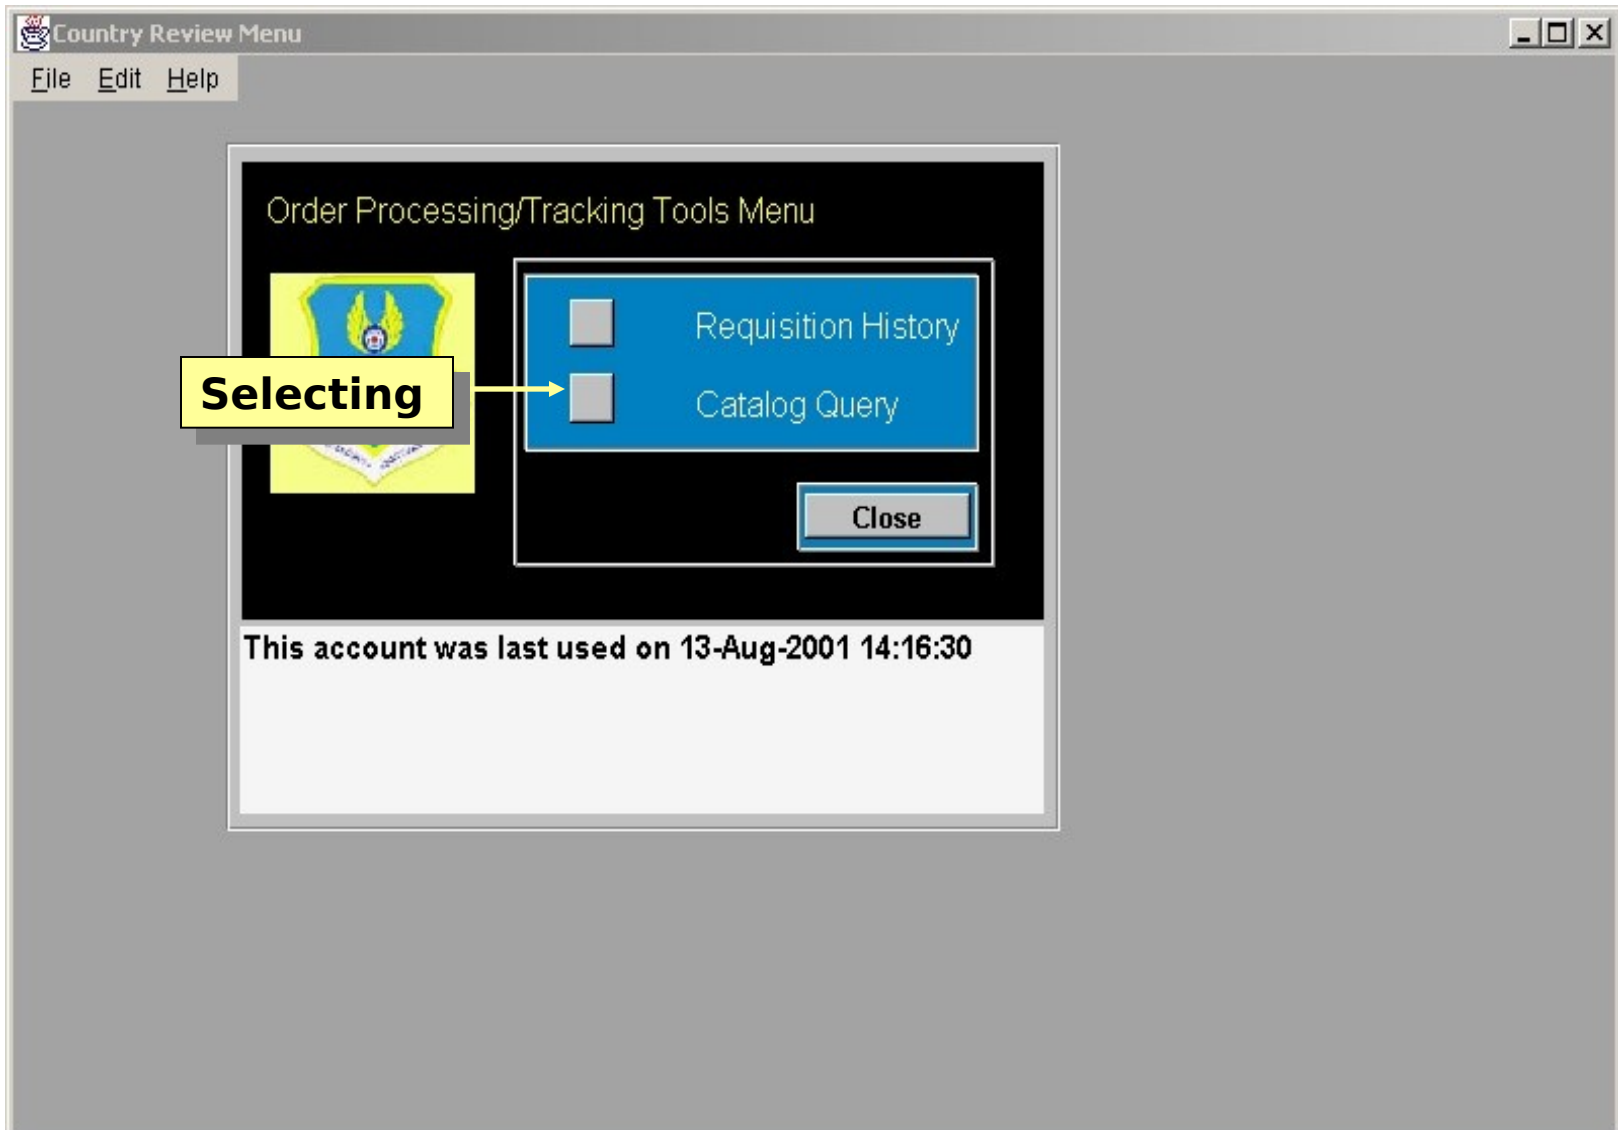 Country Review Menu
File Edit Help
Order Processing/Tracking Tools Menu
Requisition History
Selecting
Catalog Query
Close
This account was last used on 13-Aug-2001 14:16:30